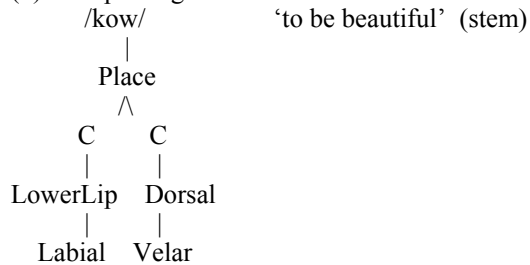 /kow/ ‘to be beautiful’ (stem)
|
Place
/\
C C
| |
LowerLip Dorsal
| |
Labial Velar